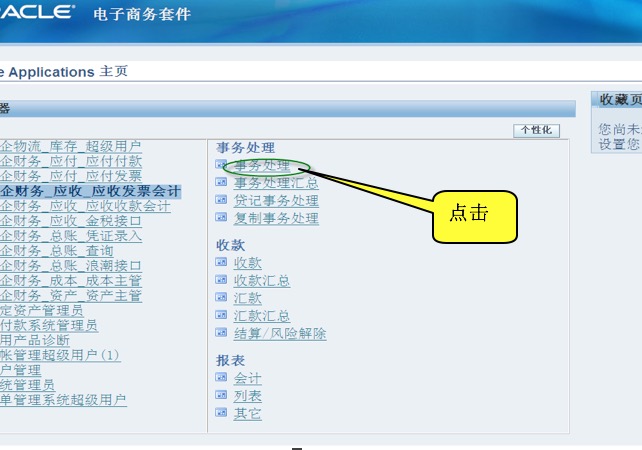 RACLE® 电子商务套件
e Applications 主页
器
收藏页
个性化
您尚未
设置您
企物流_库存_超级用户
企财务_应付_应付付款
企财务_应付_应付发票
企财务_应收_应收发票会计
企财务_应收_应收收款会计
企财务_应收_金税接口
企财务_总账_凭证录入
企财务_总账_查询
企财务_总账_浪潮接口
企财务_成本_成本主管
企财务_资产_资产主管
定资产管理员
付款系统管理员
用产品诊断
帐管理超级用户(1)
户管理
统管理员
单管理系统超级用户
事务处理
事务处理
事务处理汇总
贷记事务处理
复制事务处理
收款
收款
收款汇总
汇款
汇款汇总
结算/风险解除
报表
会计
列表
其它
点击